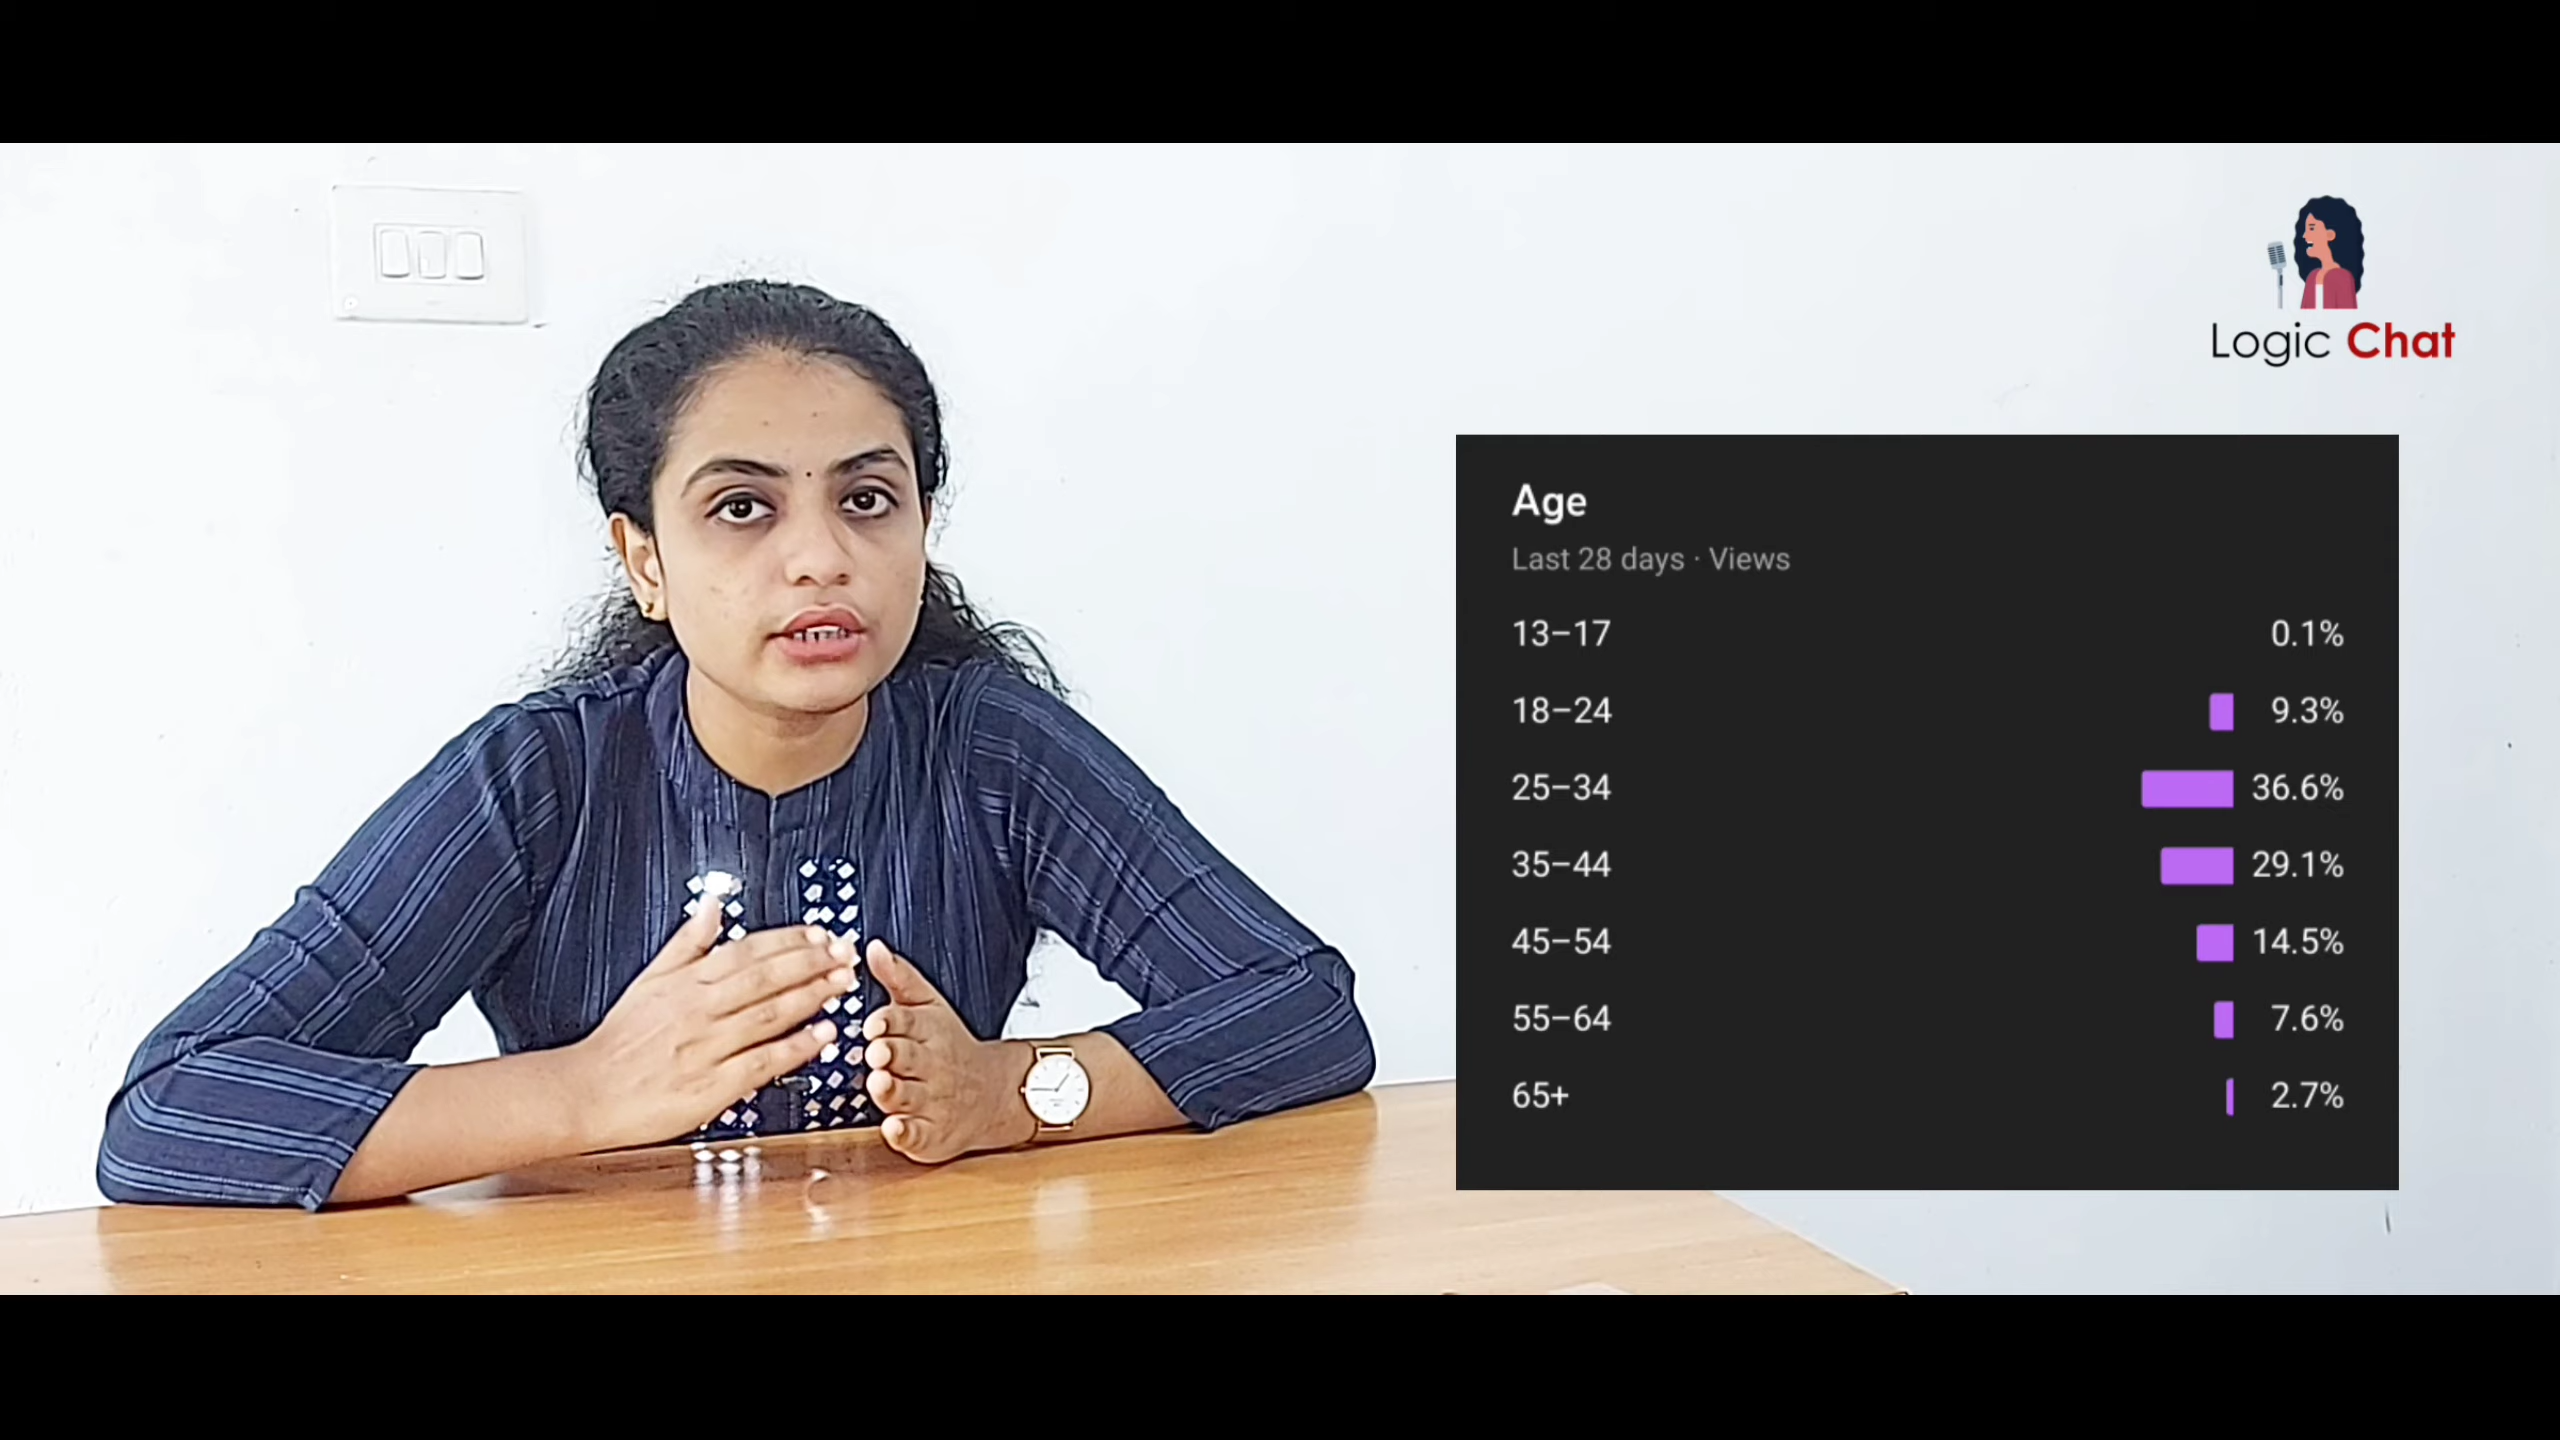 Logic Chat
Age
Last 28 days · Views
13–17 0.1%
18–24 9.3%
25–34 36.6%
35–44 29.1%
45–54 14.5%
55–64 7.6%
65+ 2.7%